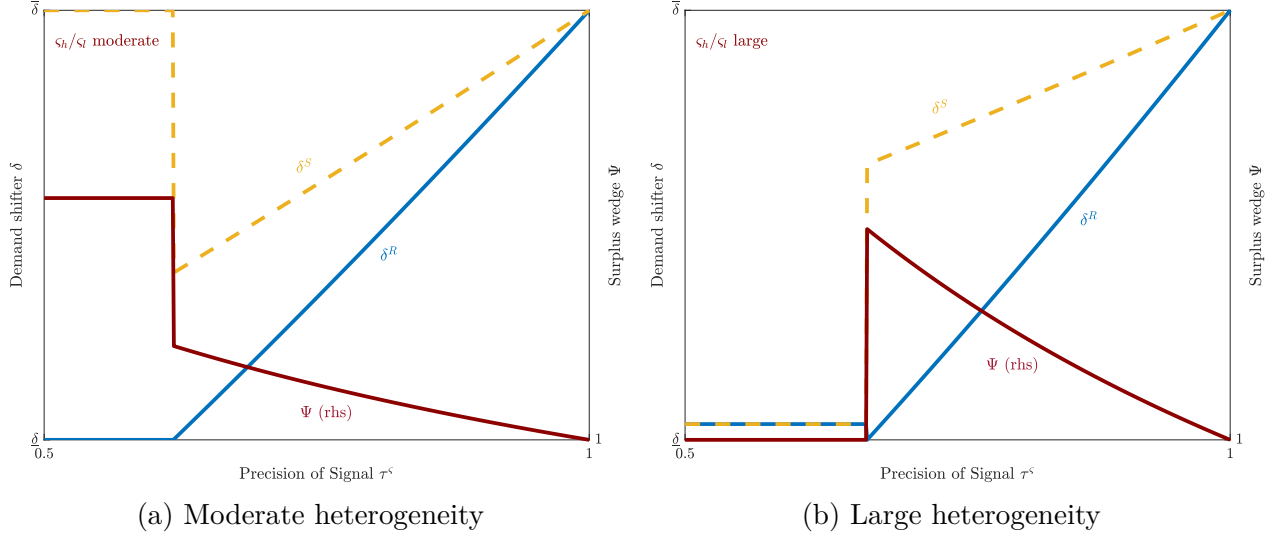 δ̅
ς_h/ς_l moderate
δ^S
δ^R
Ψ (rhs)
Demand shifter δ
Surplus wedge Ψ
δ̲
1
0.5
1
Precision of Signal τ^ς
(a) Moderate heterogeneity
δ̅
ς_h/ς_l large
δ^S
δ^R
Ψ (rhs)
Demand shifter δ
Surplus wedge Ψ
δ̲
1
0.5
1
Precision of Signal τ^ς
(b) Large heterogeneity